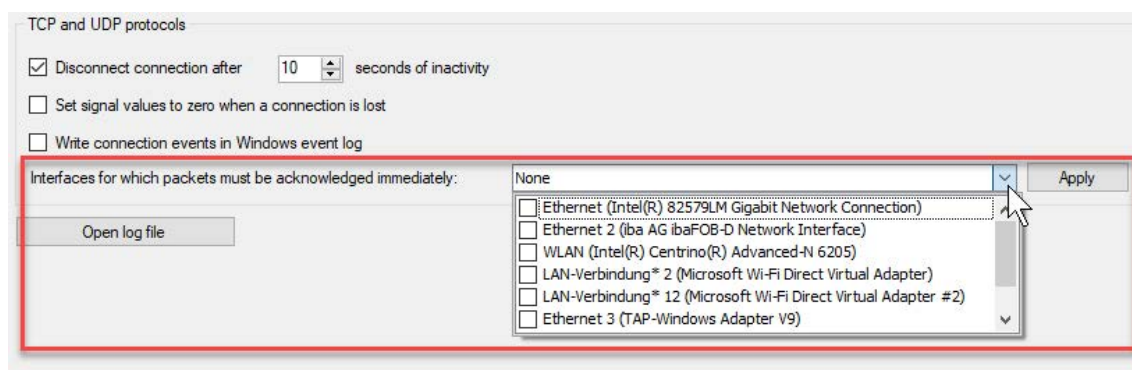 TCP and UDP protocols
Disconnect connection after 10 seconds of inactivity
Set signal values to zero when a connection is lost
Write connection events in Windows event log
Interfaces for which packets must be acknowledged immediately: None Apply
Open log file
Ethernet (Intel(R) 82579LM Gigabit Network Connection)
Ethernet 2 (iba AG ibaFOB-D Network Interface)
WLAN (Intel(R) Centrino(R) Advanced-N 6205)
LAN-Verbindung* 2 (Microsoft Wi-Fi Direct Virtual Adapter)
LAN-Verbindung* 12 (Microsoft Wi-Fi Direct Virtual Adapter #2)
Ethernet 3 (TAP-Windows Adapter V9)